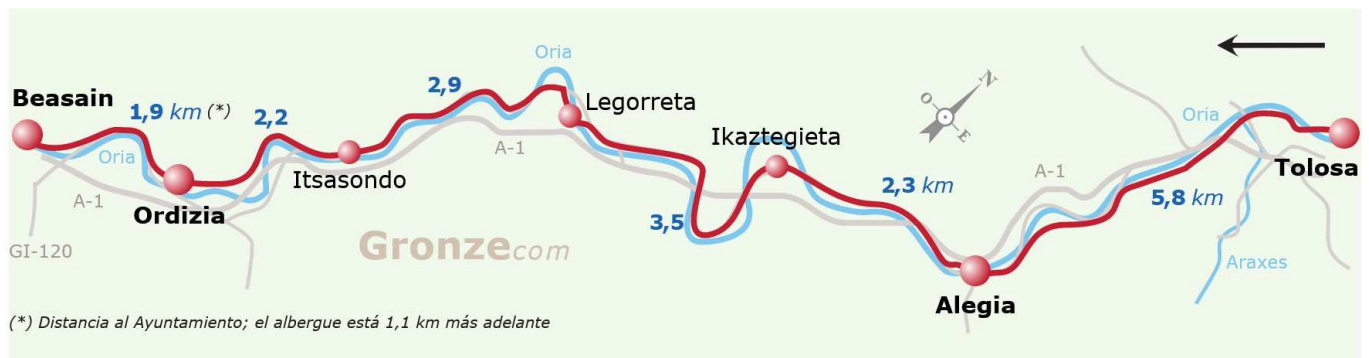 Oria
N
Beasain
1,9 km (*)
2,9
Legorreta
O
2,2
Ikaztegieta
Oria
E
Oria
A-1
A-1
Tolosa
Itsasondo
2,3 km
A-1
5,8 km
Ordizia
3,5
GI-120
Gronze.com
Araxes
Alegia
(*) Distancia al Ayuntamiento; el albergue está 1,1 km más adelante